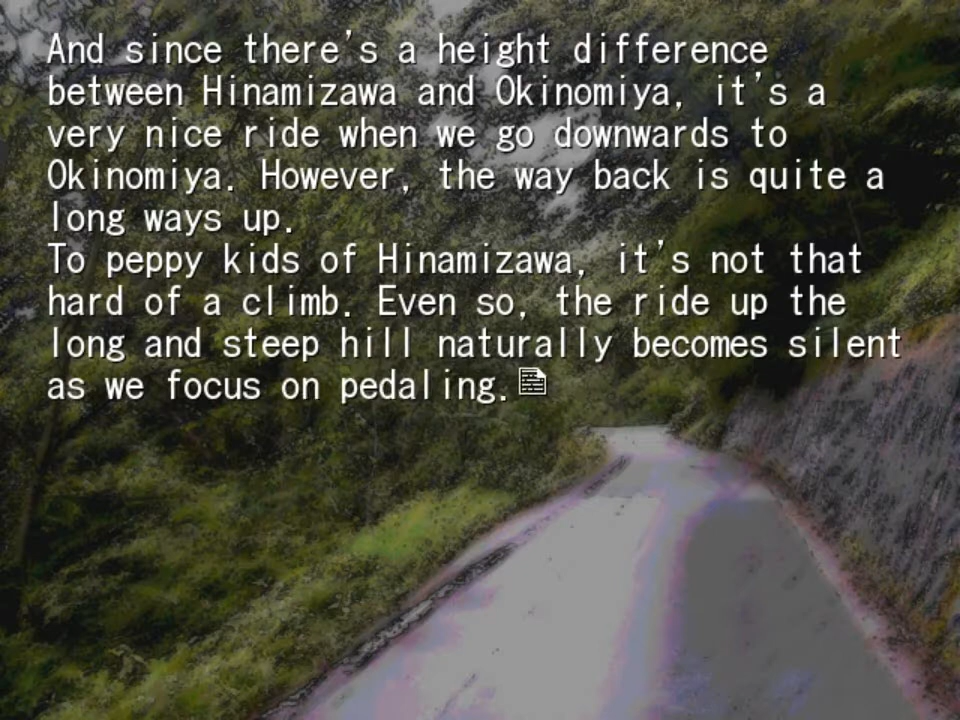 And since there's a height difference
between Hinamizawa and Okinomiya, it's a
very nice ride when we go downwards to
Okinomiya. However, the way back is quite a
long ways up.
To peppy kids of Hinamizawa, it's not that
hard of a climb. Even so, the ride up the
long and steep hill naturally becomes silent
as we focus on pedaling.